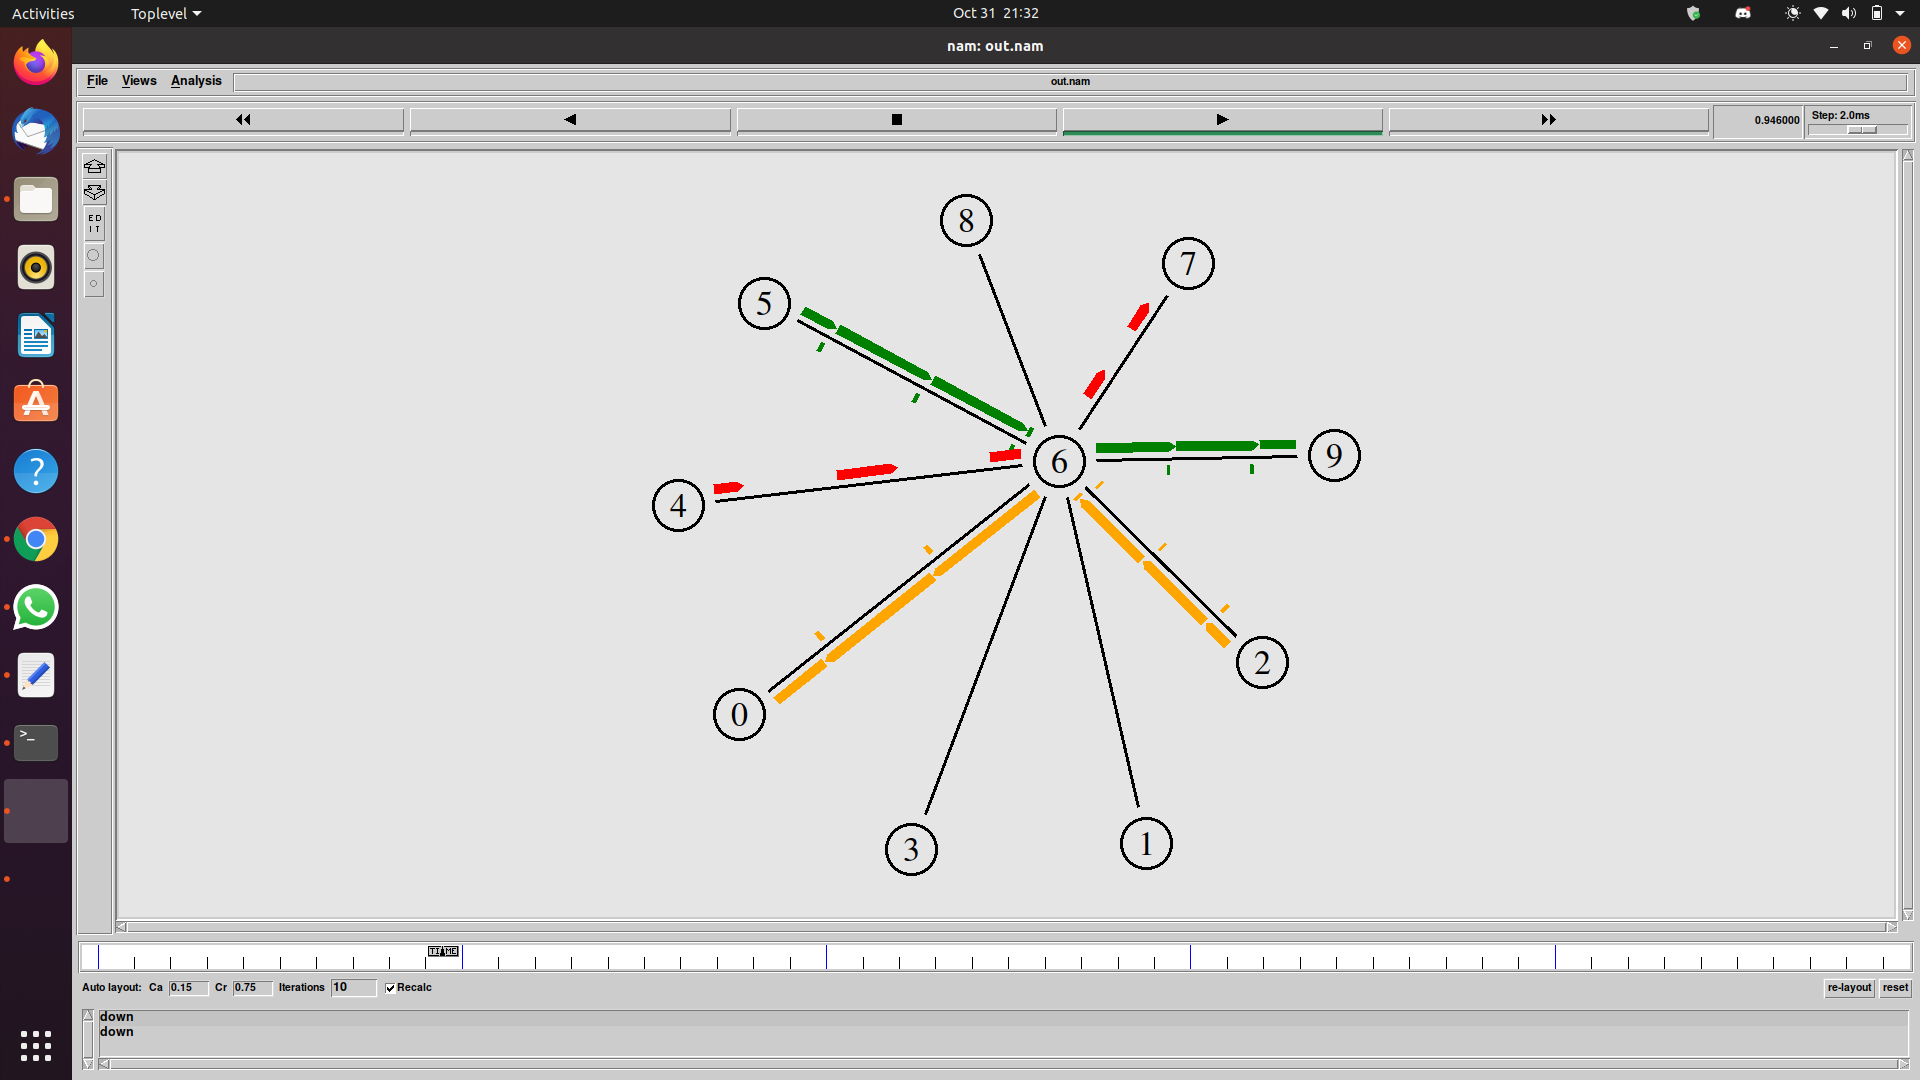 Activities
Toplevel
Oct 31 21:32
nam: out.nam
File Views Analysis
out.nam
0.946000
Step: 2.0ms
ED
IT
8
7
5
6
9
4
2
0
3
1
TIME
Auto layout: Ca 0.15 Cr 0.75 Iterations 10 Recalc
re-layout reset
down
down